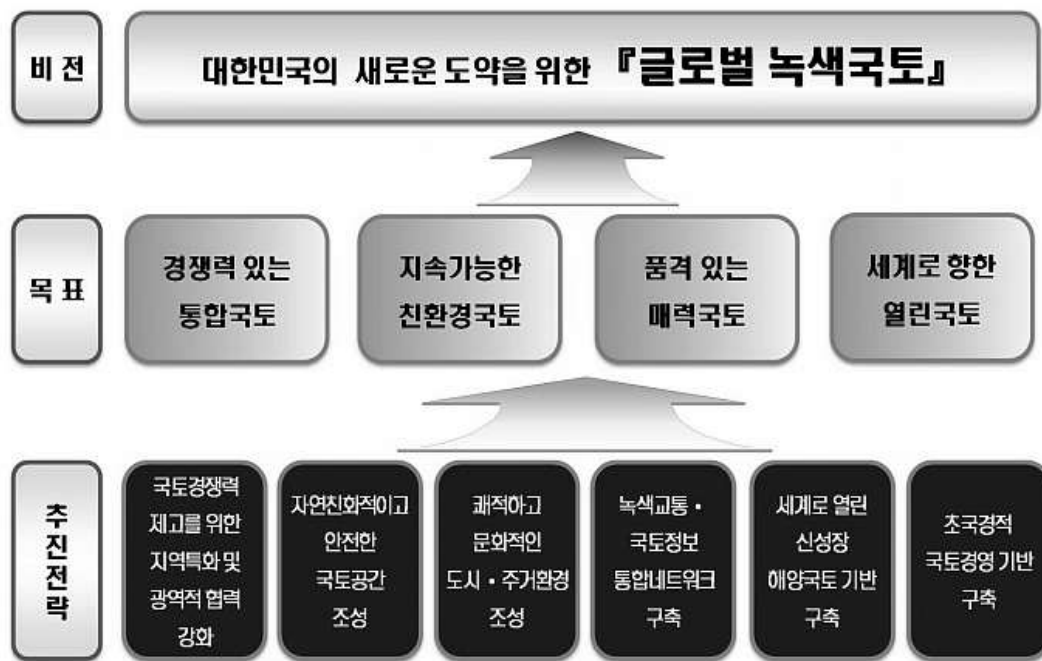 비 전
대한민국의 새로운 도약을 위한 『글로벌 녹색국토』
목 표
경쟁력 있는
통합국토
지속가능한
친환경국토
품격 있는
매력국토
세계로 향한
열린국토
추진전략
국토경쟁력
제고를 위한
지역특화 및
광역적 협력
강화
자연친화적이고
안전한
국토공간
조성
쾌적하고
문화적인
도시・주거환경
조성
녹색교통・
국토정보
통합네트워크
구축
세계로 열린
신성장
해양국토 기반
구축
초국경적
국토경영 기반
구축